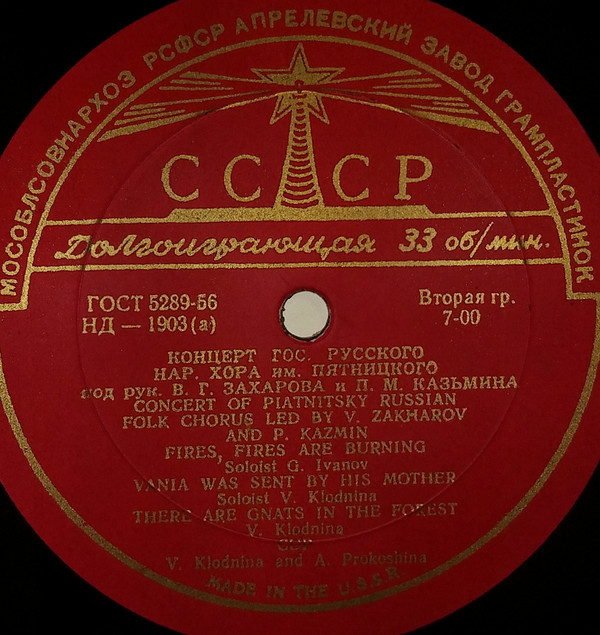 МОСОБЛСОВНАРХОЗ РСФСР АПРЕЛЕВСКИЙ ЗАВОД ГРАМПЛАСТИНОК
СССР
Долгоиграющая 33 об/мин.
ГОСТ 5289-56
НД — 1903 (а)
Вторая гр.
7-00
КОНЦЕРТ ГОС. РУССКОГО
НАР. ХОРА им. ПЯТНИЦКОГО
под рук. В. Г. ЗАХАРОВА и П. М. КАЗЬМИНА
CONCERT OF PIATNITSKY RUSSIAN
FOLK CHORUS LED BY V. ZAKHAROV
AND P. KAZMIN
FIRES, FIRES ARE BURNING
Soloist G. Ivanov
VANIA WAS SENT BY HIS MOTHER
Soloist V. Klodnina
THERE ARE GNATS IN THE FOREST
V. Klodnina
V. Klodnina and A. Prokoshina
MADE IN THE U.S.S.R.